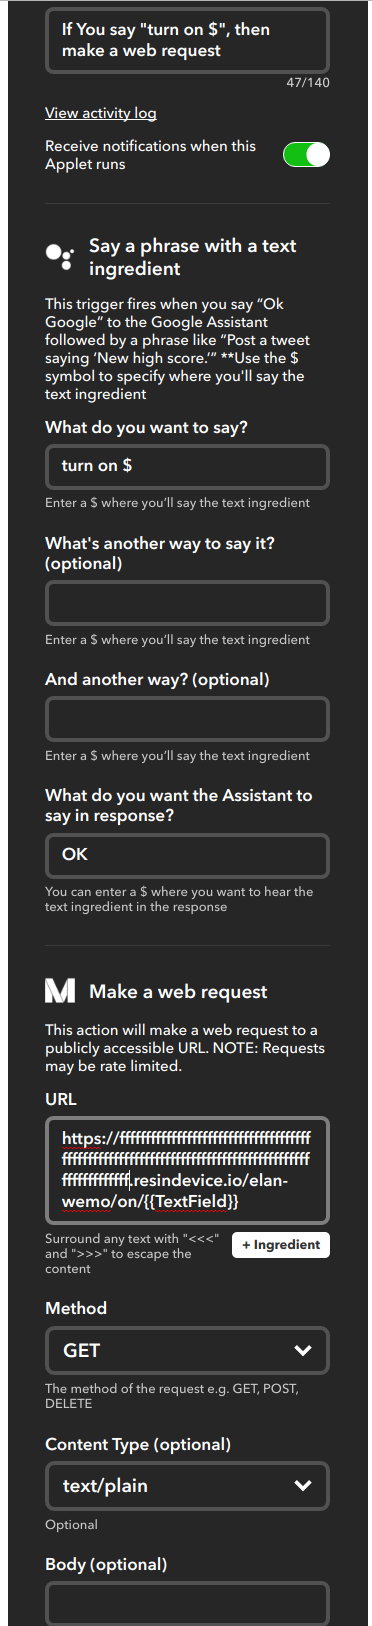 If You say "turn on $", then
make a web request
47/140
View activity log
Receive notifications when this
Applet runs
Say a phrase with a text
ingredient
This trigger fires when you say “Ok
Google” to the Google Assistant
followed by a phrase like “Post a tweet
saying ‘New high score.’” **Use the $
symbol to specify where you'll say the
text ingredient
What do you want to say?
turn on $
Enter a $ where you’ll say the text ingredient
What's another way to say it?
(optional)
Enter a $ where you’ll say the text ingredient
And another way? (optional)
Enter a $ where you’ll say the text ingredient
What do you want the Assistant to
say in response?
OK
You can enter a $ where you want to hear the
text ingredient in the response
Make a web request
This action will make a web request to a
publicly accessible URL. NOTE: Requests
may be rate limited.
URL
https://ffffffffffffffffffffffffffffffffffffff
fffffffffffffffffffffffffffffffffffffffffffffffff
fffffffffffff.resindevice.io/elan-
wemo/on/{{TextField}}
Surround any text with "<<<"
and ">>>" to escape the
content
+ Ingredient
Method
GET
The method of the request e.g. GET, POST,
DELETE
Content Type (optional)
text/plain
Optional
Body (optional)